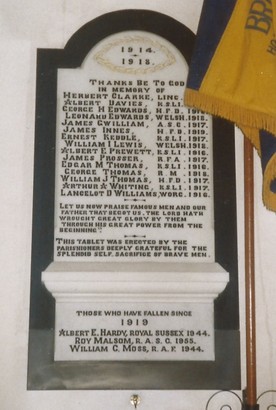 1914.
1918.
THANKS BE TO GOD
IN MEMORY OF
HERBERT CLARKE, LINC.
ALBERT DAVIES, K.S.L.I.
GEORGE H EDWARDS, H.F.B.
LEONARD EDWARDS, WELSH. 1918.
JAMES GWILLIAM, A.S.C. 1917.
JAMES INNES, H.F.B. 1919.
ERNEST KEDDLE, K.S.L.I. 1917.
WILLIAM I LEWIS, WELSH. 1918.
ALBERT E PREWETT, K.S.L.I. 1916.
JAMES PROSSER, R.F.A. 1917.
EDGAR M THOMAS, K.S.L.I. 1916.
GEORGE THOMAS, R.M. 1918.
WILLIAM J THOMAS, H.F.D. 1917.
ARTHUR WHITING, K.S.L.I. 1917.
LANCELOT D WILLIAMS, WORC. 1916.
LET US NOW PRAISE FAMOUS MEN AND OUR
FATHER THAT BEGOT US. THE LORD HATH
WROUGHT GREAT GLORY BY THEM
THROUGH HIS GREAT POWER FROM THE
BEGINNING.
THIS TABLET WAS ERECTED BY THE
PARISHIONERS DEEPLY GRATEFUL FOR THE
SPLENDID SELF. SACRIFICE OF BRAVE MEN.
THOSE WHO HAVE FALLEN SINCE
1919
ALBERT E. HARDY, ROYAL SUSSEX 1944.
ROY MALSOM, R.A.S.C. 1955.
WILLIAM C. MOSS, R.A.F. 1944.
BR